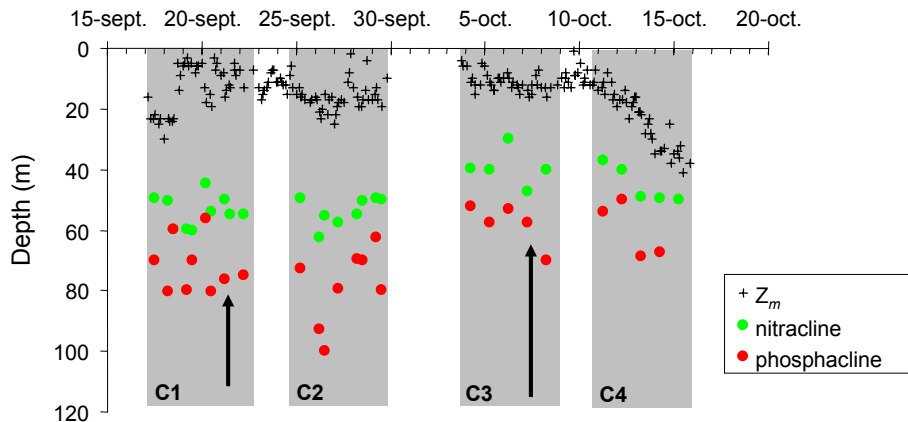 15-sept. 20-sept. 25-sept. 30-sept. 5-oct. 10-oct. 15-oct. 20-oct.
0
20
40
60
80
100
120
Depth (m)
C1 C2 C3 C4
Zm
nitracline
phosphacline